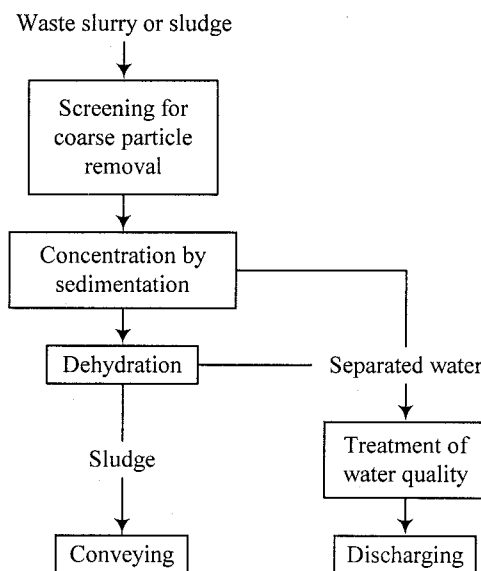 Waste slurry or sludge
Screening for
coarse particle
removal
Concentration by
sedimentation
Dehydration
Separated water
Sludge
Treatment of
water quality
Conveying
Discharging